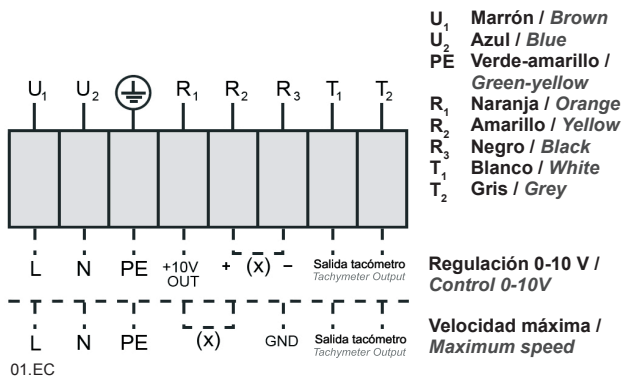 U1 Marrón / Brown
U2 Azul / Blue
PE Verde-amarillo /
Green-yellow
R1 Naranja / Orange
R2 Amarillo / Yellow
R3 Negro / Black
T1 Blanco / White
T2 Gris / Grey
U1 U2 R1 R2 R3 T1 T2
L N PE +10V OUT + (x) – Salida tacómetro
Tachymeter Output
Regulación 0-10 V /
Control 0-10V
L N PE (x) GND Salida tacómetro
Tachymeter Output
Velocidad máxima /
Maximum speed
01.EC